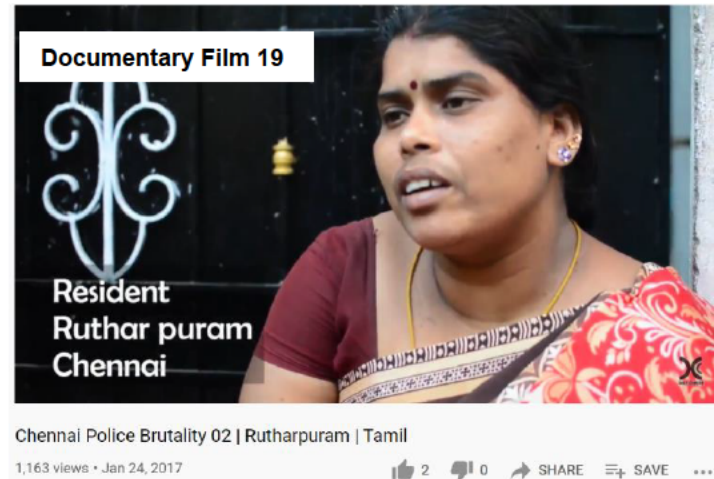 Documentary Film 19
Resident
Ruthar puram
Chennai
Chennai Police Brutality 02 | Rutharpuram | Tamil
1,163 views • Jan 24, 2017
2 0 SHARE SAVE